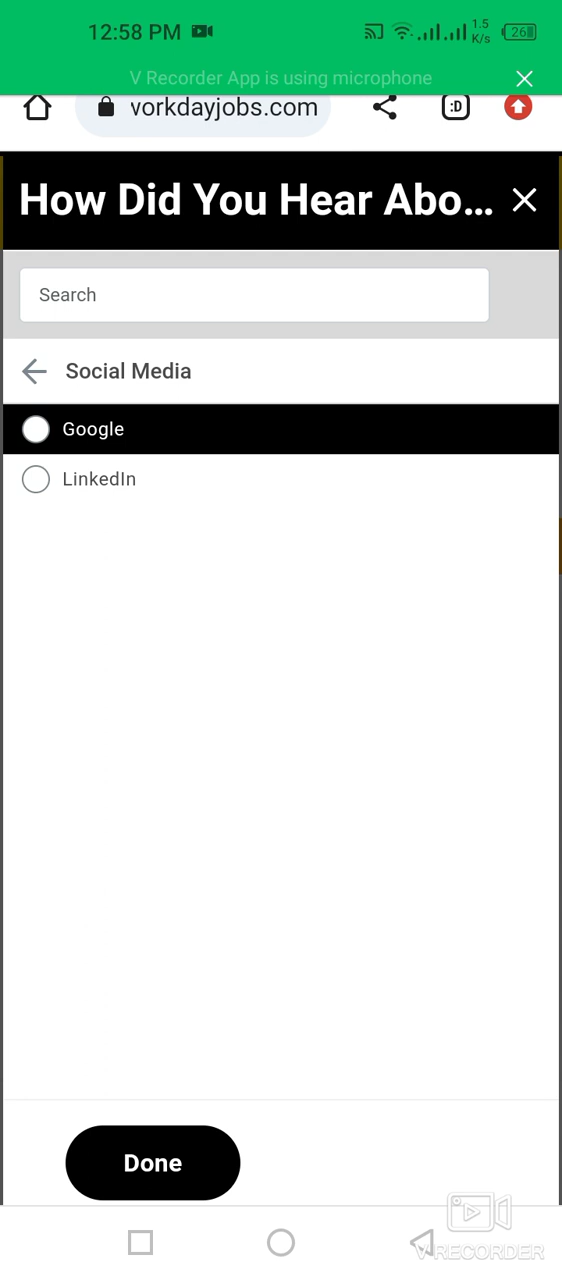 12:58 PM
1.5
K/s
26
V Recorder App is using microphone
vorkdayjobs.com
:D
How Did You Hear Abo...
Search
Social Media
Google
LinkedIn
Done
V RECORDER